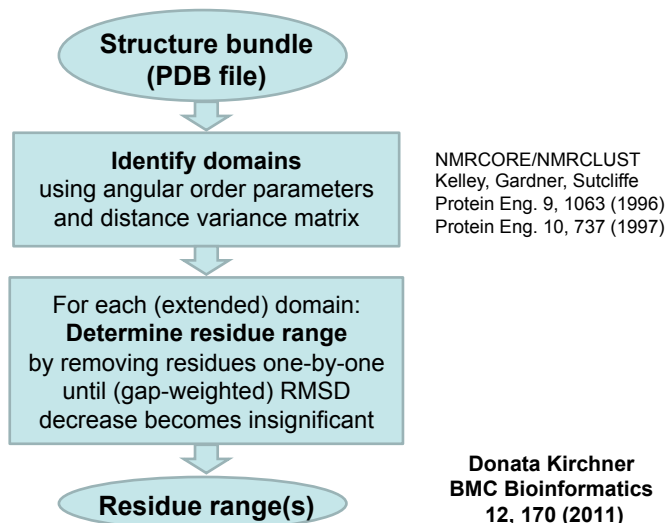 Structure bundle
(PDB file)
Identify domains
using angular order parameters
and distance variance matrix
NMRCORE/NMRCLUST
Kelley, Gardner, Sutcliffe
Protein Eng. 9, 1063 (1996)
Protein Eng. 10, 737 (1997)
For each (extended) domain:
Determine residue range
by removing residues one-by-one
until (gap-weighted) RMSD
decrease becomes insignificant
Residue range(s)
Donata Kirchner
BMC Bioinformatics
12, 170 (2011)